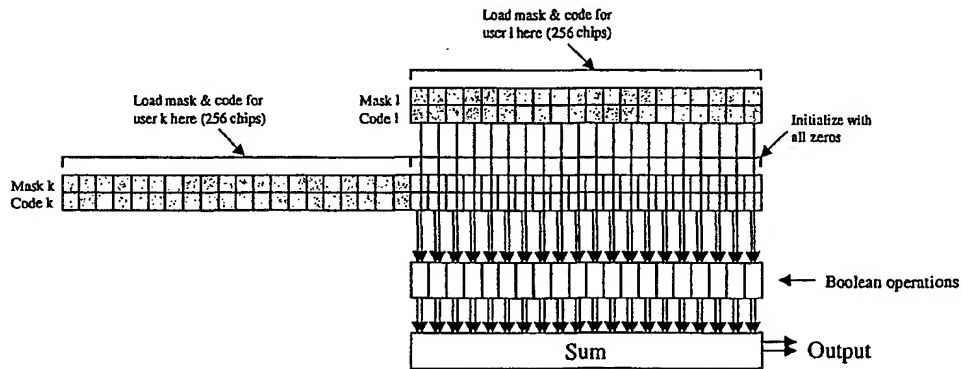 Load mask & code for
user l here (256 chips)
Load mask & code for
user k here (256 chips)
Mask l
Code l
Initialize with
all zeros
Mask k
Code k
Boolean operations
Sum
Output